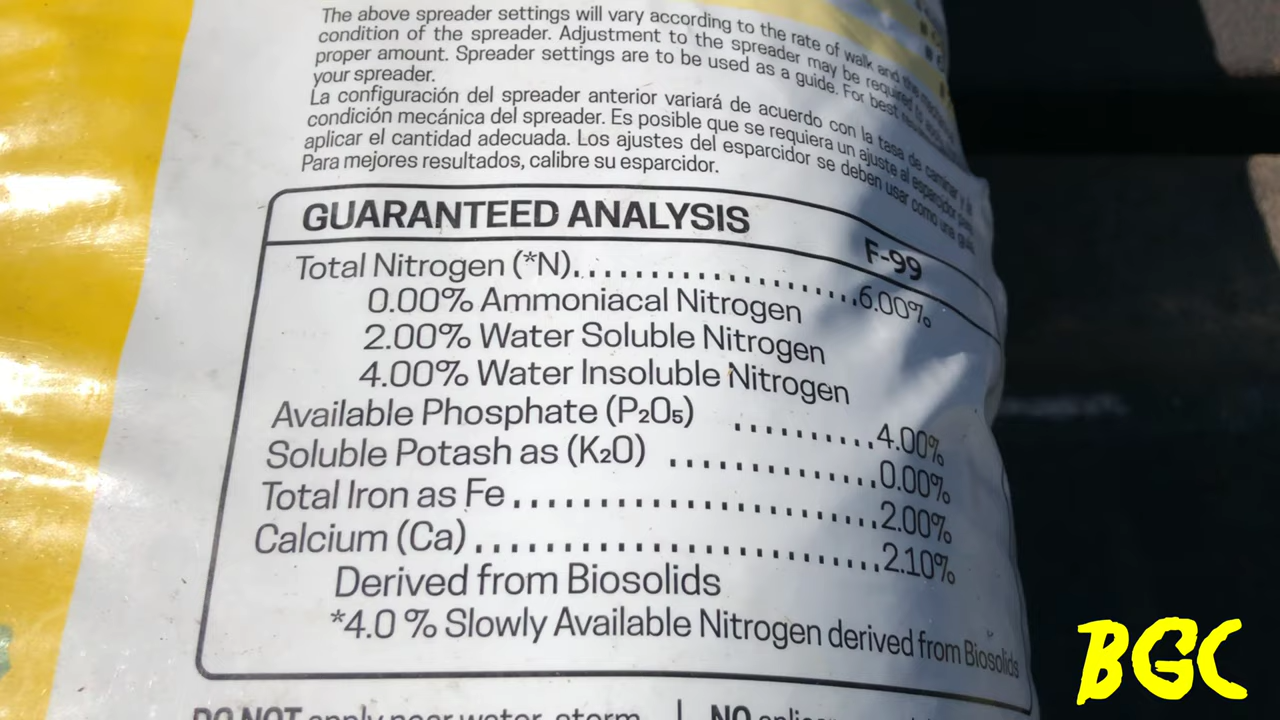 The above spreader settings will vary according to the rate of walk and the mechanical
condition of the spreader. Adjustment to the spreader may be required to apply
proper amount. Spreader settings are to be used as a guide. For best
your spreader.
La configuración del spreader anterior variará de acuerdo con la tasa de caminar y la
condición mecánica del spreader. Es posible que se requiera un ajuste al esparcidor para
aplicar el cantidad adecuada. Los ajustes del esparcidor se deben usar como una guía.
Para mejores resultados, calibre su esparcidor.
GUARANTEED ANALYSIS
F-99
Total Nitrogen (*N)..................6.00%
0.00% Ammoniacal Nitrogen
2.00% Water Soluble Nitrogen
4.00% Water Insoluble Nitrogen
Available Phosphate (P₂O₅) ..........4.00%
Soluble Potash as (K₂O) ..............0.00%
Total Iron as Fe.........................2.00%
Calcium (Ca)...........................2.10%
Derived from Biosolids
*4.0 % Slowly Available Nitrogen derived from Biosolids
DO NOT apply near water, storm
NO
BGC